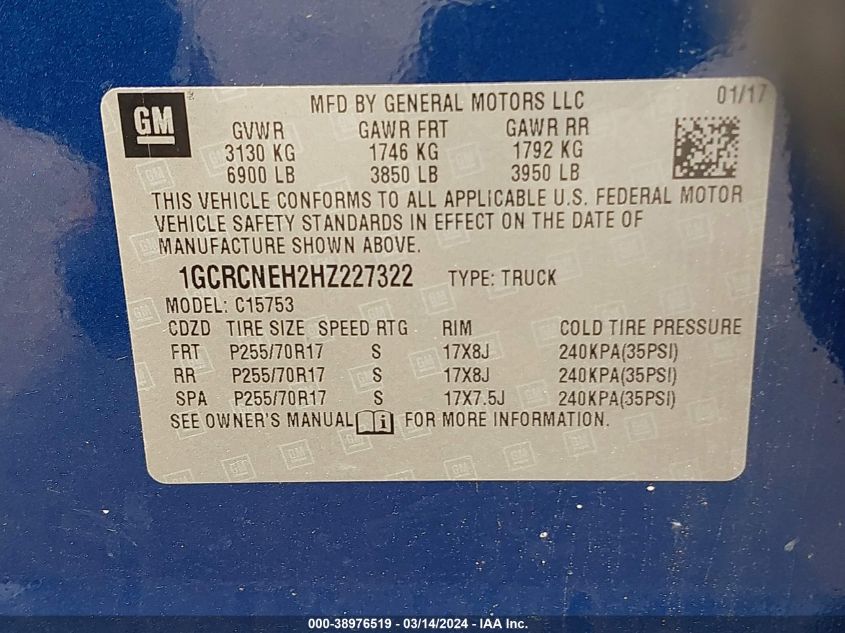 GM
MFD BY GENERAL MOTORS LLC 01/17
GVWR GAWR FRT GAWR RR
3130 KG 1746 KG 1792 KG
6900 LB 3850 LB 3950 LB
THIS VEHICLE CONFORMS TO ALL APPLICABLE U.S. FEDERAL MOTOR
VEHICLE SAFETY STANDARDS IN EFFECT ON THE DATE OF
MANUFACTURE SHOWN ABOVE.
1GCRCNEH2HZ227322 TYPE: TRUCK
MODEL: C15753
CDZD TIRE SIZE SPEED RTG RIM COLD TIRE PRESSURE
FRT P255/70R17 S 17X8J 240KPA(35PSI)
RR P255/70R17 S 17X8J 240KPA(35PSI)
SPA P255/70R17 S 17X7.5J 240KPA(35PSI)
SEE OWNER'S MANUAL i FOR MORE INFORMATION.
000-38976519 - 03/14/2024 - IAA Inc.